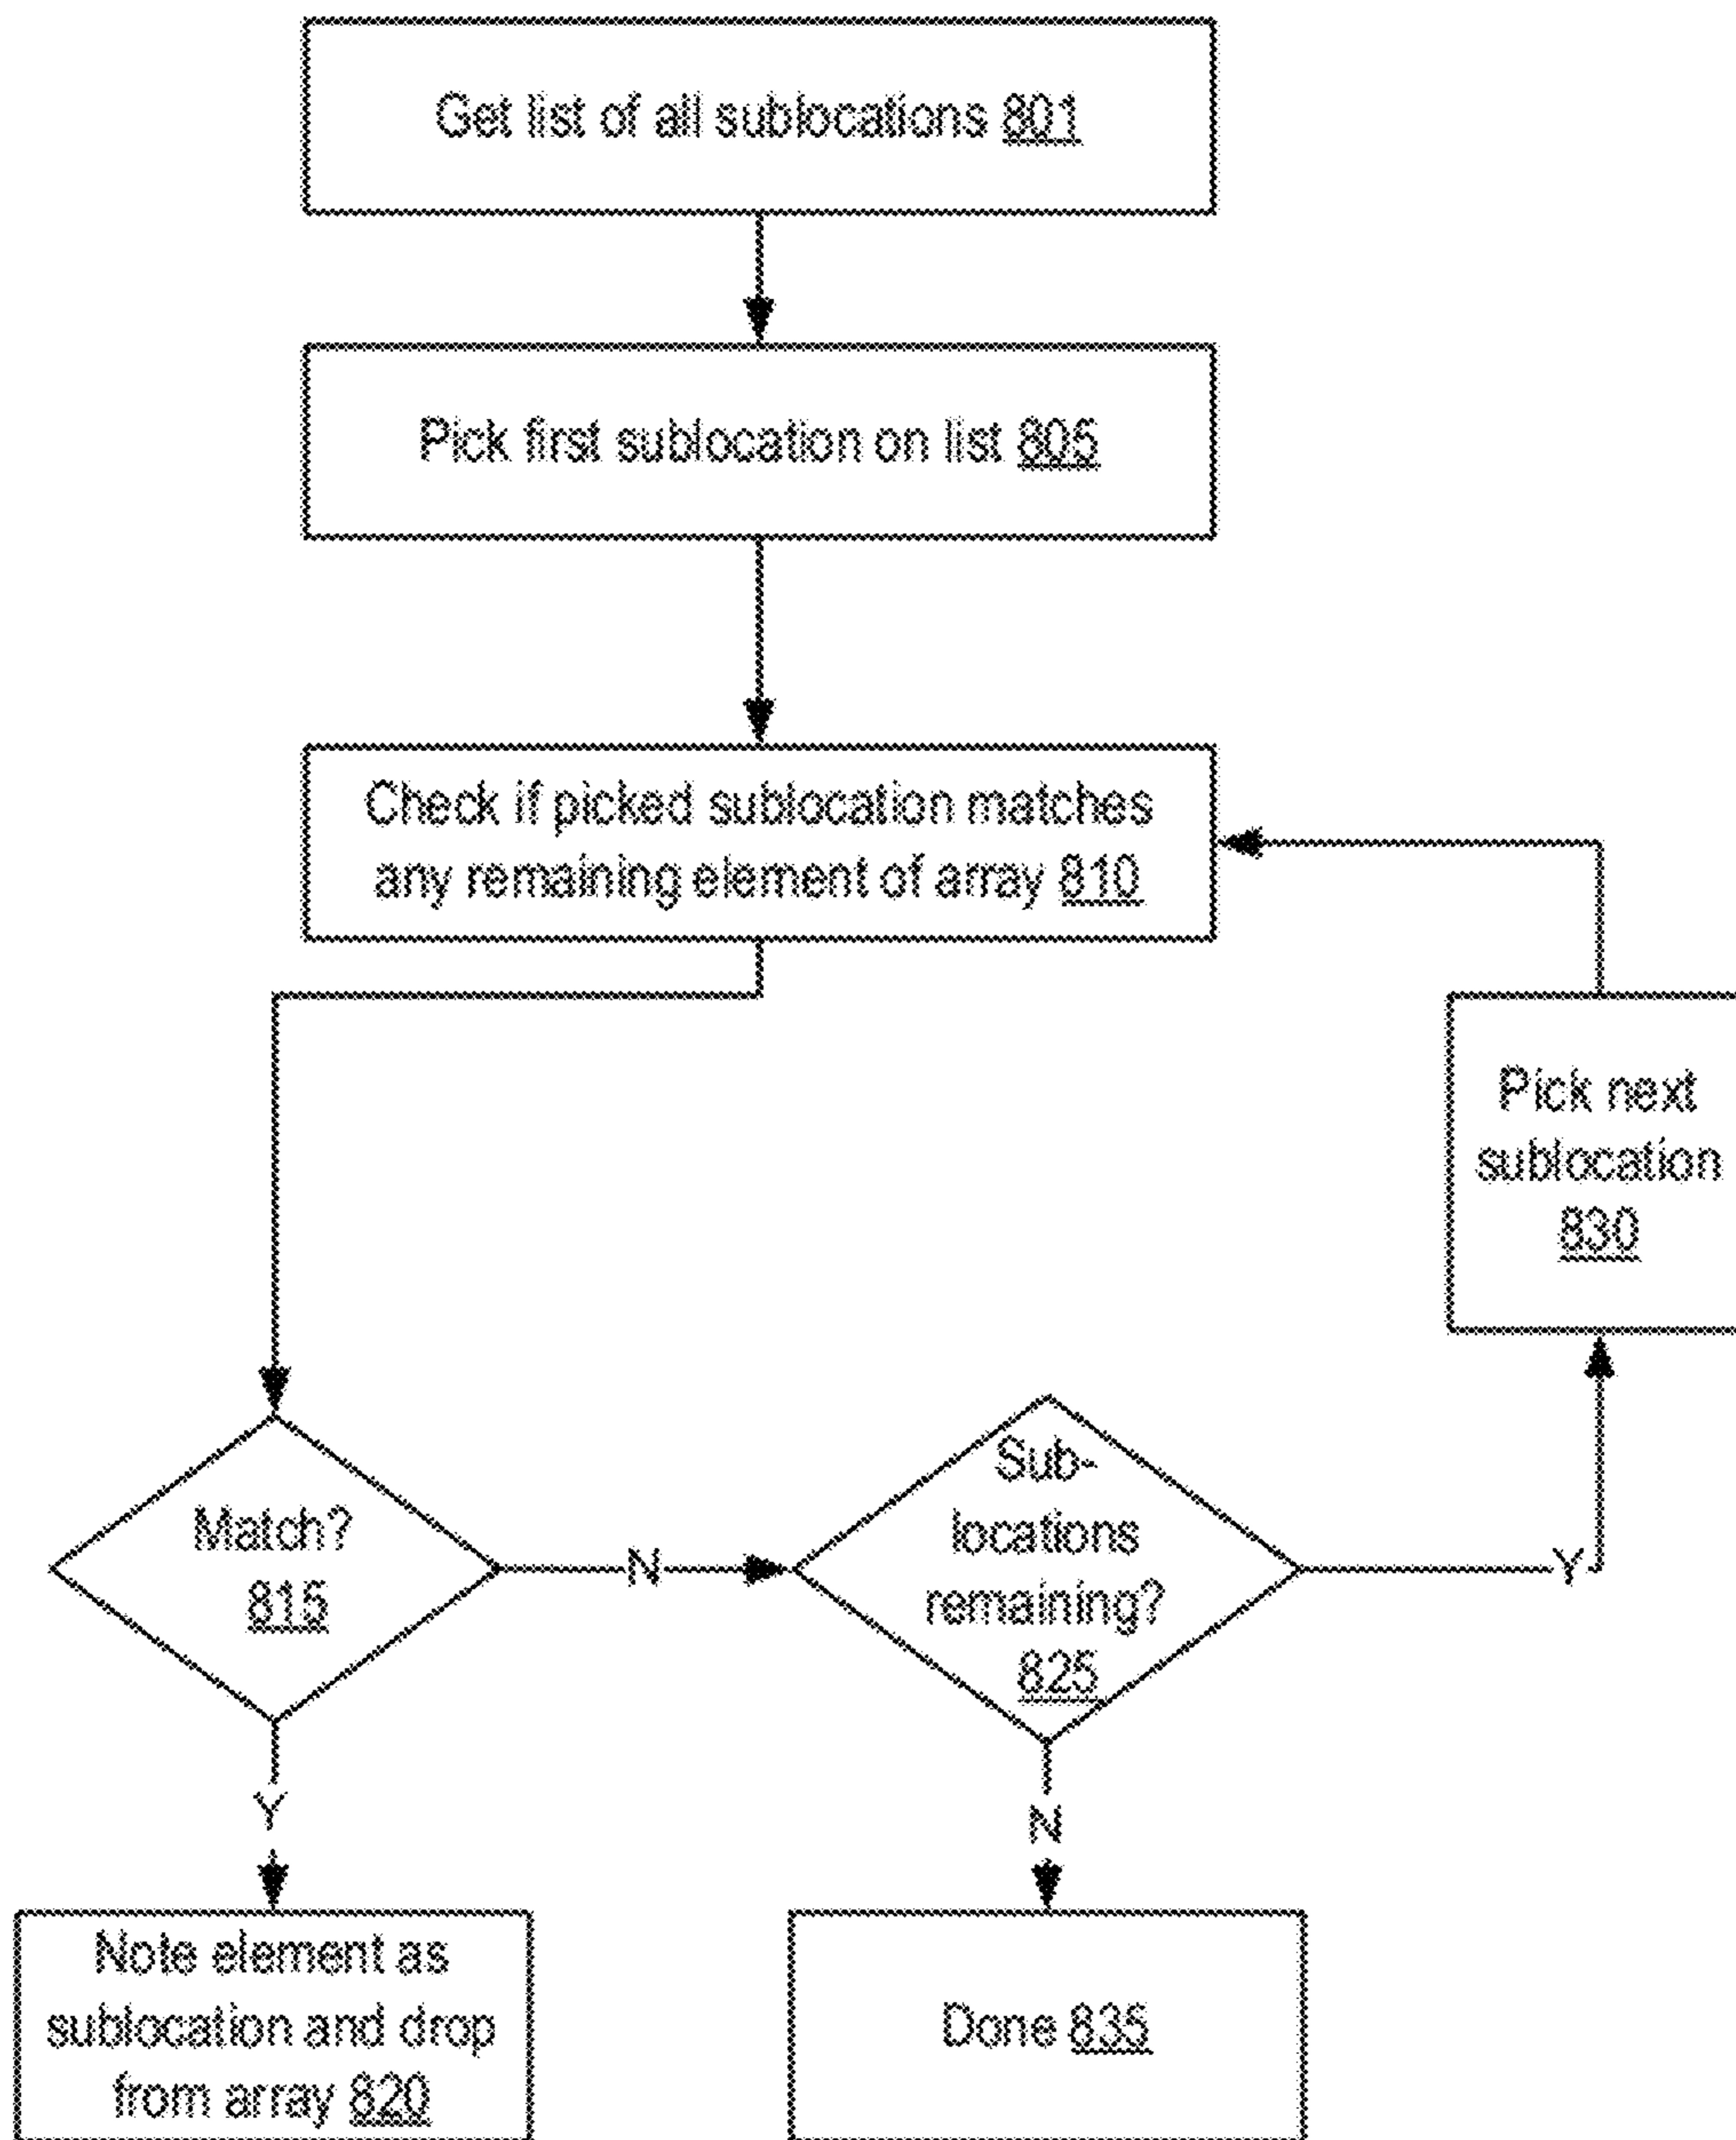 Get list of all sublocations 801
Pick first sublocation on list 805
Check if picked sublocation matches
any remaining element of array 810
Pick next
sublocation
830
Match?
815
N
Sub-
locations
remaining?
825
Y
Y
N
Note element as
sublocation and drop
from array 820
Done 835